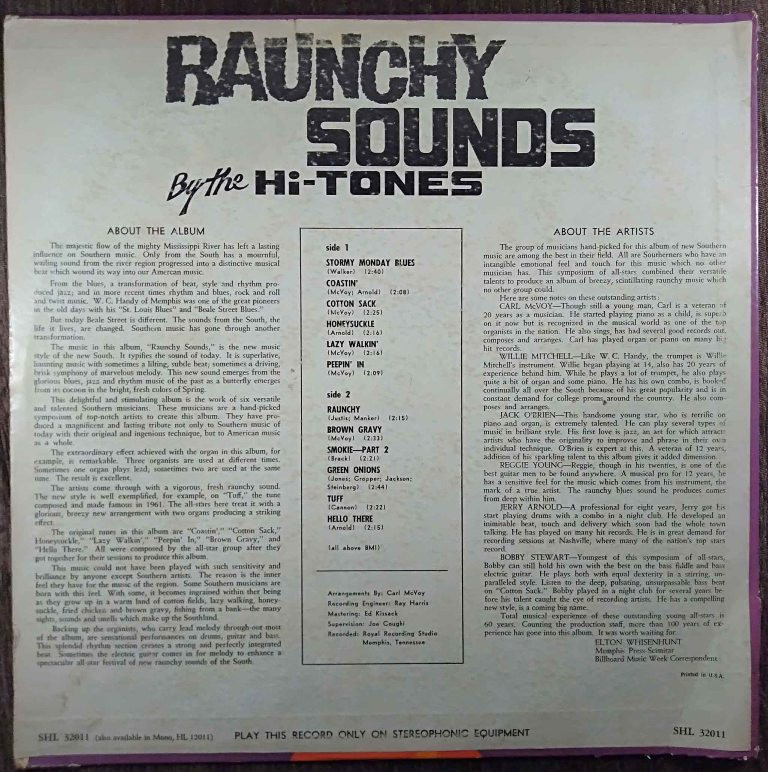 RAUNCHY
SOUNDS
By the Hi-TONES
ABOUT THE ALBUM
The majestic flow of the mighty Mississippi River has left a lasting
influence on Southern music. Only from the South has a mournful,
wailing sound from the river region progressed into a distinctive musical
beat which wound its way into our Amercan music.
From the blues, a transformation of beat, style and rhythm pro-
duced jazz; and in more recent times rhythm and blues, rock and roll
and twist music. W. C. Handy of Memphis was one of the great pioneers
in the old days with his "St. Louis Blues" and "Beale Street Blues."
But today Beale Street is different. The sounds from the South, the
life it lives, are changed. Southern music has gone through another
transformation.
The music in this album, "Raunchy Sounds," is the new music
style of the new South. It typifies the sound of today. It is superlative,
haunting music with sometimes a lilting, subtle beat; sometimes a driving,
brisk symphony of marvelous melody. This new sound emerges from the
glorious blues, jazz and rhythm music of the past as a butterfly emerges
from its cocoon in the bright, fresh colors of Spring.
This delightful and stimulating album is the work of six versatile
and talented Southern musicians. These musicians are a hand-picked
symposium of top-notch artists to create this album. They have pro-
duced a magnificent and lasting tribute not only to Southern music of
today with their original and ingenious technique, but to American music
as a whole.
The extraordinary effect achieved with the organ in this album, for
example, is remarkable. Three organists are used at different times.
Sometimes one organ plays lead; sometimes two are used at the same
time. The result is excellent.
The artists come through with a vigorous, fresh raunchy sound.
The new style is well exemplified, for example, on "Tuff," the tune
composed and made famous in 1961. The all-stars here treat it with a
glorious, breezy new arrangement with two organs producing a striking
effect.
The original tunes in this album are "Coastin'," "Cotton Sack,"
Honeysuckle," "Lazy Walkin'," "Peepin' In," "Brown Gravy," and
"Hello There." All were composed by the all-star group after they
got together for their sessions to produce this album.
This music could not have been played with such sensitivity and
brilliance by anyone except Southern artists. The reason is the inner
feel they have for the music of the region. Some Southern musicians are
born with this feel. With some, it becomes ingrained within their being
as they grow up in a warm land of cotton fields, lazy walking, honey-
suckle, fried chicken and brown gravy, fishing from a bank—the many
sights, sounds and smells which make up the Southland.
Backing up the organists, who carry lead melody through-out most
of the album, are sensational performances on drums, guitar and bass.
This splendid rhythm section creates a strong and perfectly integrated
beat. Sometimes the electric guitar comes in for melody to enhance a
spectacular all-star festival of new raunchy sounds of the South.
side 1
STORMY MONDAY BLUES
(Walker) (2:40)
COASTIN'
(McVoy; Arnold) (2:08)
COTTON SACK
(McVoy) (2:25)
HONEYSUCKLE
(Arnold) (2:16)
LAZY WALKIN'
(McVoy) (2:16)
PEEPIN' IN
(McVoy) (2:09)
side 2
RAUNCHY
(Justis; Manker) (2:15)
BROWN GRAVY
(McVoy) (2:33)
SMOKIE—PART 2
(Black) (2:21)
GREEN ONIONS
(Jones; Cropper; Jackson;
Steinberg) (2:44)
TUFF
(Cannon) (2:22)
HELLO THERE
(Arnold) (2:15)
(all above BMI)
Arrangements By: Carl McVoy
Recording Engineer: Ray Harris
Mastering: Ed Kissack
Supervision: Joe Coughi
Recorded: Royal Recording Studio
Memphis, Tennessee
ABOUT THE ARTISTS
The group of musicians hand-picked for this album of new Southern
music are among the best in their field. All are Southerners who have an
intangible emotional feel and touch for this music which no other
musician has. This symposium of all-stars combined their versatile
talents to produce an album of breezy, scintillating raunchy music which
no other group could.
Here are some notes on these outstanding artists:
CARL McVOY—Though still a young man, Carl is a veteran of
20 years as a musician. He started playing piano as a child, is superb
on it now but is recognized in the musical world as one of the top
organists in the nation. He also sings, has had several good records out,
composes and arranges. Carl has played organ or piano on many big
hit records.
WILLIE MITCHELL—Like W. C. Handy, the trumpet is Willie
Mitchell's instrument. Willie began playing at 14, also has 20 years of
experience behind him. While he plays a lot of trumpet, he also plays
quite a bit of organ and some piano. He has his own combo, is booked
continually all over the South because of his great popularity and is in
constant demand for college proms around the country. He also com-
poses and arranges.
JACK O'BRIEN—This handsome young star, who is terrific on
piano and organ, is extremely talented. He can play several types of
music in brilliant style. His first love is jazz, an art for which attracts
artists who have the originality to improvse and phrase in their own
individual technique. O'Brien is expert at this. A veteran of 12 years,
addition of his sparkling talent to this album gives it added dimension.
REGGIE YOUNG—Reggie, though in his twenties, is one of the
best guitar men to be found anywhere. A musical pro for 12 years, he
has a sensitive feel for the music which comes from his instrument, the
mark of a true artist. The raunchy blues sound he produces comes
from deep within him.
JERRY ARNOLD—A professional for eight years, Jerry got his
start playing drums with a combo in a night club. He developed an
inimitable beat, touch and delivery which soon had the whole town
talking. He has played on many hit records. He is in great demand for
recording sessions at Nashville, where many of the nation's top stars
record.
BOBBY STEWART—Youngest of this symposium of all-stars,
Bobby can still hold his own with the best on the bass fiddle and bass
electric guitar. He plays both with equal dexterity in a stirring, un-
paralleled style. Listen to the deep, pulsating, unsurpassable bass beat
on "Cotton Sack." Bobby played in a night club for several years be-
fore his talent caught the eye of recording artists. He has a compelling
new style, is a coming big name.
Total musical experience of these outstanding young all-stars is
60 years. Counting the production staff, more than 100 years of ex-
perience has gone into this album. It was worth waiting for.
ELTON WHISENHUNT
Memphis Press-Scimitar
Billboard Music Week Correspondent
Printed in U.S.A.
SHL 32011 (also available in Mono, HL 12011) PLAY THIS RECORD ONLY ON STEREOPHONIC EQUIPMENT SHL 32011